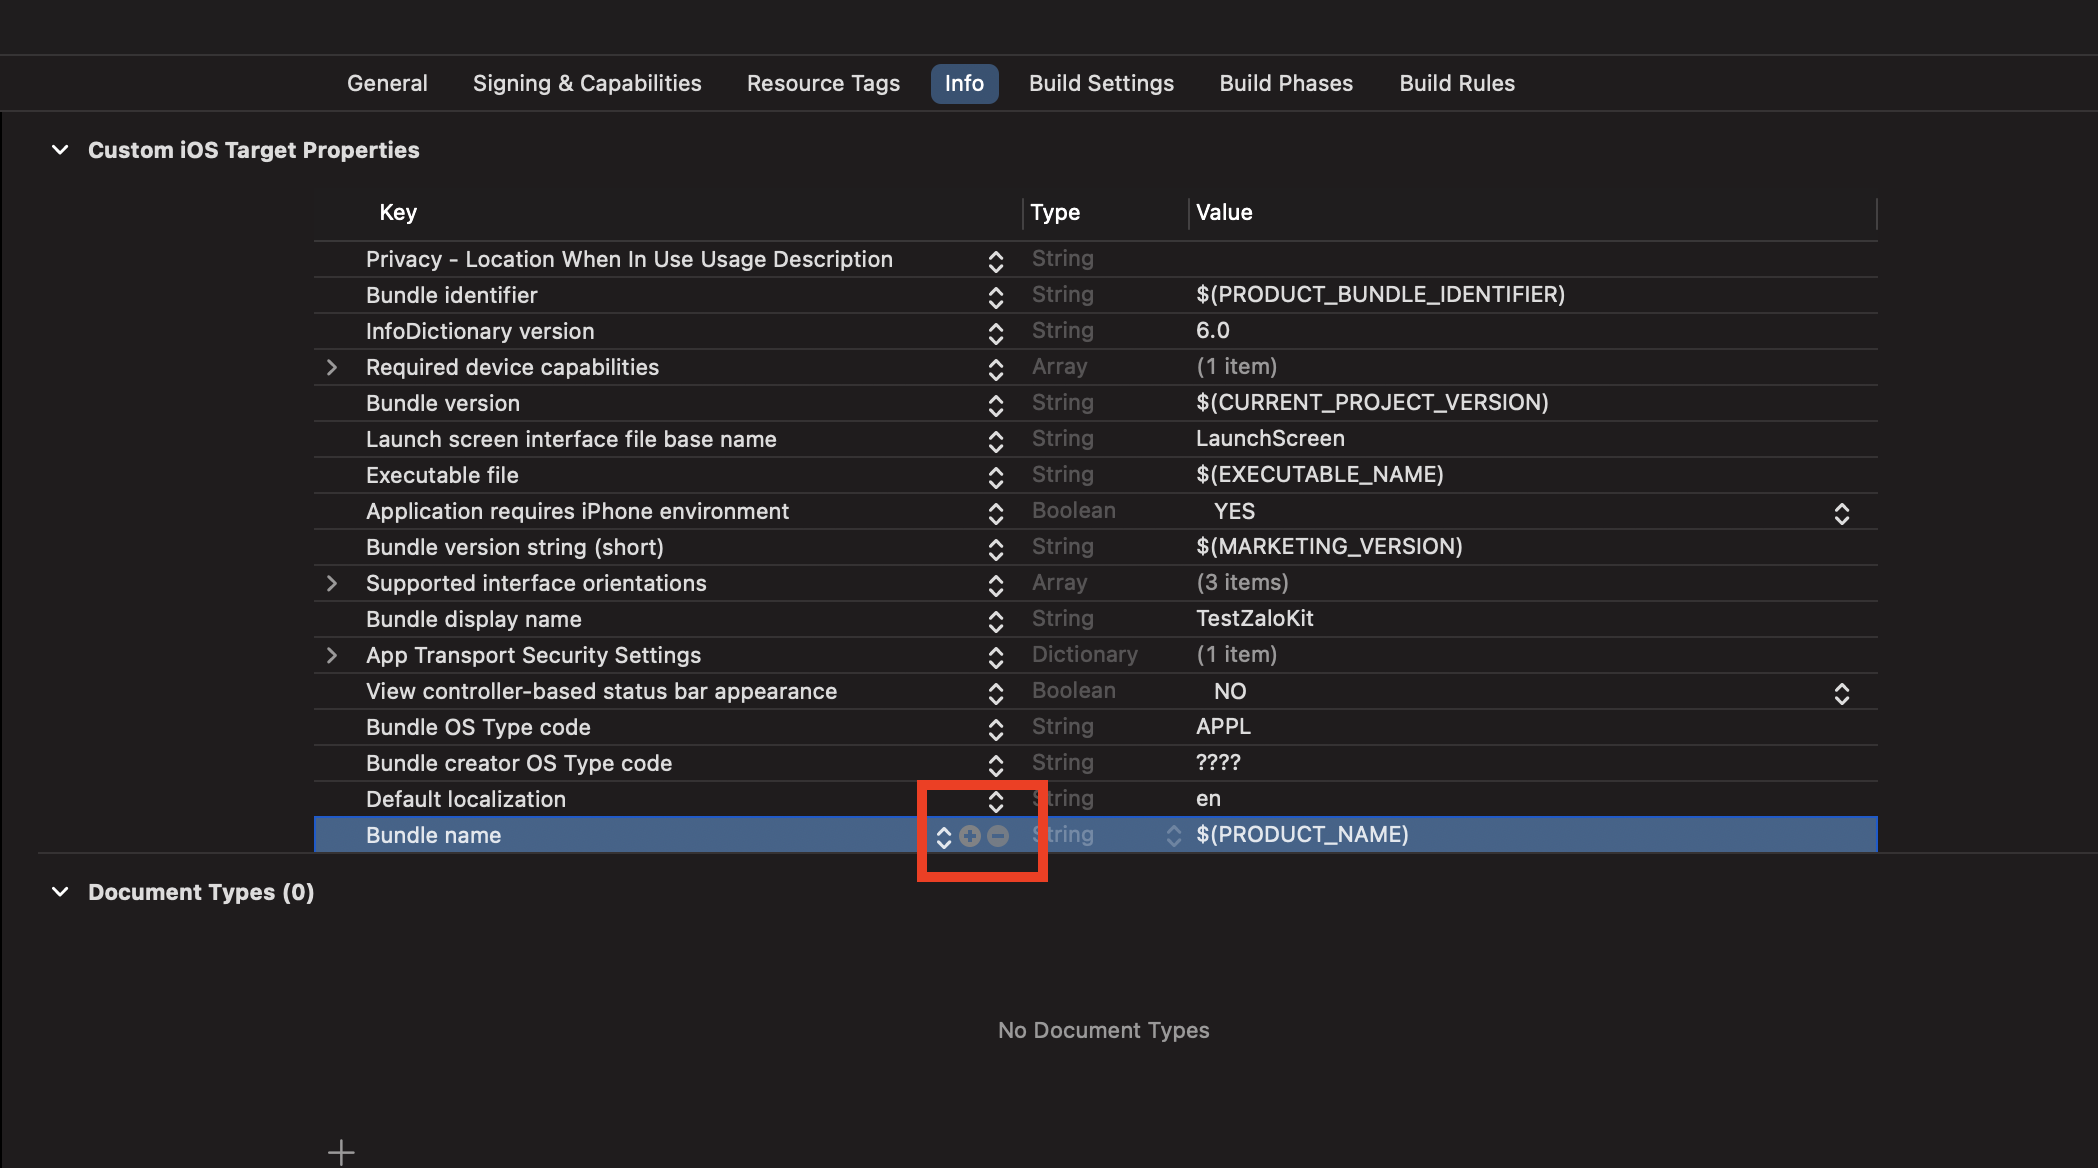 General Signing & Capabilities Resource Tags Info Build Settings Build Phases Build Rules
Custom iOS Target Properties
Key Type Value
Privacy - Location When In Use Usage Description String
Bundle identifier String $(PRODUCT_BUNDLE_IDENTIFIER)
InfoDictionary version String 6.0
Required device capabilities Array (1 item)
Bundle version String $(CURRENT_PROJECT_VERSION)
Launch screen interface file base name String LaunchScreen
Executable file String $(EXECUTABLE_NAME)
Application requires iPhone environment Boolean YES
Bundle version string (short) String $(MARKETING_VERSION)
Supported interface orientations Array (3 items)
Bundle display name String TestZaloKit
App Transport Security Settings Dictionary (1 item)
View controller-based status bar appearance Boolean NO
Bundle OS Type code String APPL
Bundle creator OS Type code String ????
Default localization String en
Bundle name String $(PRODUCT_NAME)
Document Types (0)
No Document Types